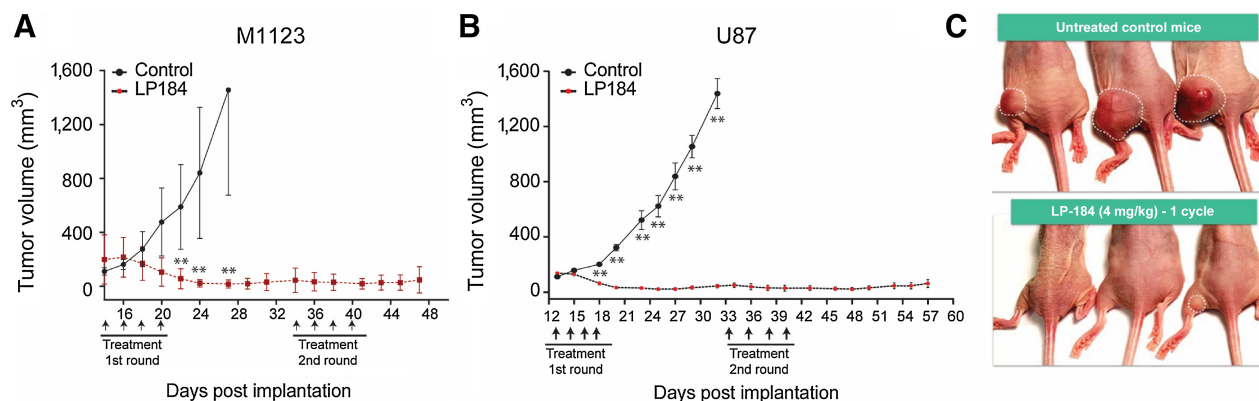 A
M1123
1,600
1,200
800
400
0
Tumor volume (mm3)
Control
LP184
**
**
**
16
20
24
28
32
36
40
44
48
Treatment
1st round
Treatment
2nd round
Days post implantation
B
U87
1,600
1,200
800
400
0
Tumor volume (mm3)
Control
LP184
**
**
**
**
**
**
**
**
12
15
18
21
24
27
30
33
36
39
42
45
48
51
54
57
60
Treatment
1st round
Treatment
2nd round
Days post implantation
C
Untreated control mice
LP-184 (4 mg/kg) - 1 cycle